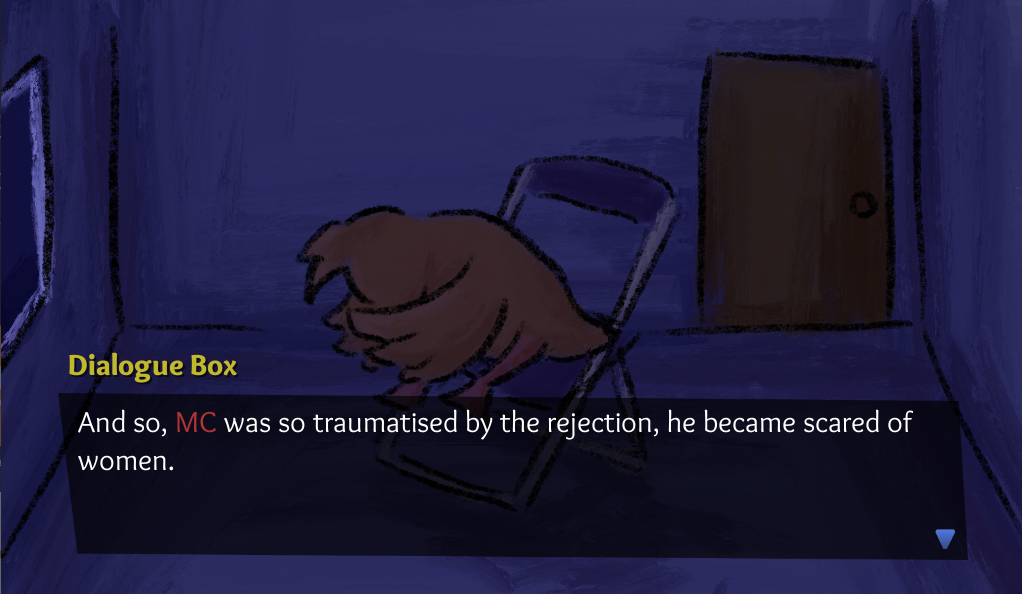 Dialogue Box
And so, MC was so traumatised by the rejection, he became scared of
women.